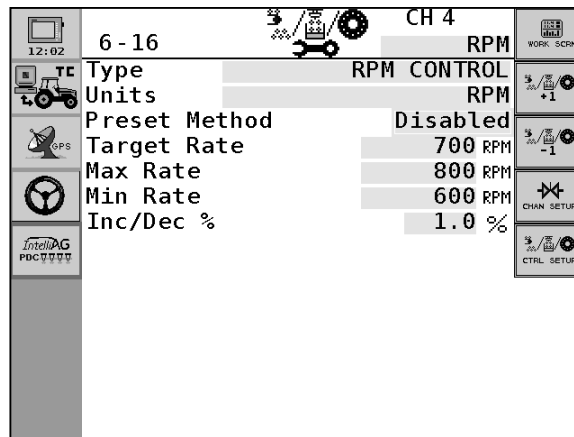 12:02
6-16
CH 4
RPM
WORK SCRN
TC
GPS
IntelliAG
PDC
Type RPM CONTROL
Units RPM
Preset Method Disabled
Target Rate 700 RPM
Max Rate 800 RPM
Min Rate 600 RPM
Inc/Dec % 1.0 %
+1
-1
CHAN SETUP
CTRL SETUP